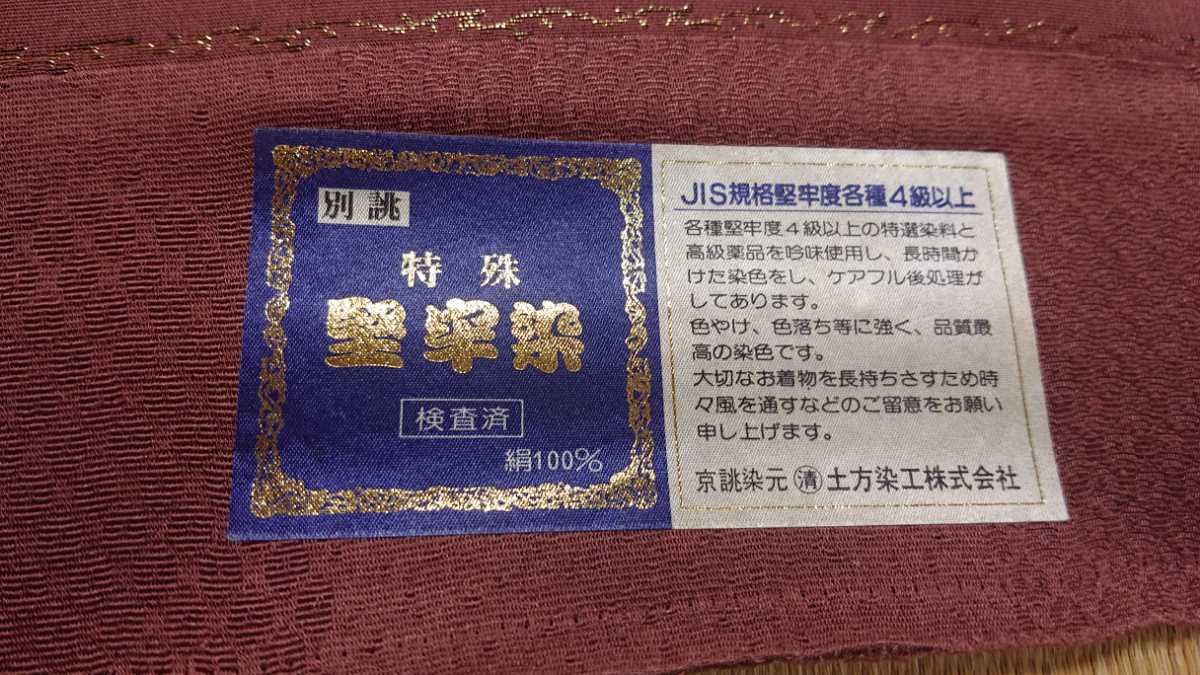 別誂
特殊
堅牢染
検査済
絹100%
JIS規格堅牢度各種4級以上
各種堅牢度4級以上の特選染料と
高級薬品を吟味使用し、長時間か
けた染色をし、ケアフル後処理が
してあります。
色やけ、色落ち等に強く、品質最
高の染色です。
大切なお着物を長持ちさすため時
々風を通すなどのご留意をお願い
申し上げます。
京誂染元 ㊊土方染工株式会社